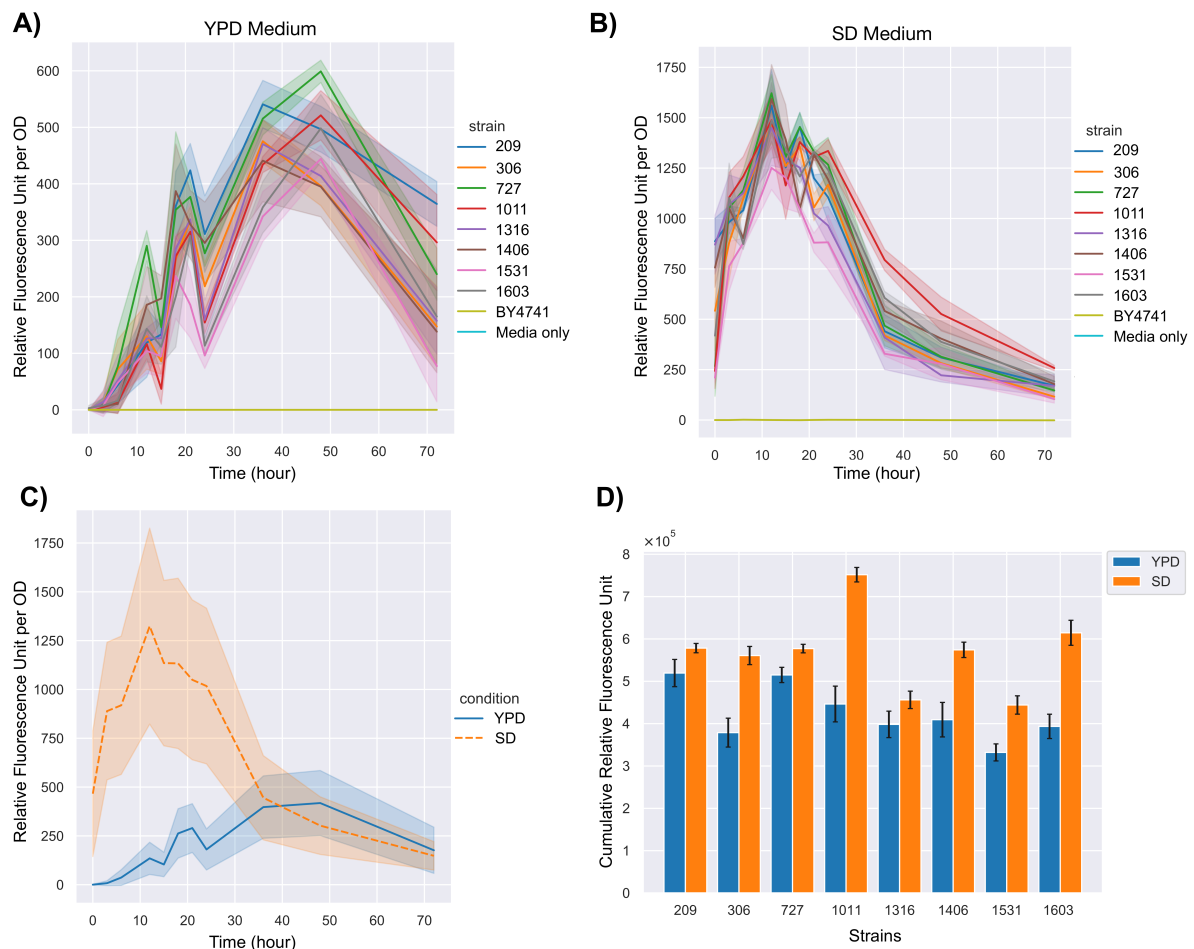 A)
YPD Medium
Relative Fluorescence Unit per OD
600
500
400
300
200
100
0
0 10 20 30 40 50 60 70
Time (hour)
strain
209
306
727
1011
1316
1406
1531
1603
BY4741
Media only
B)
SD Medium
Relative Fluorescence Unit per OD
1750
1500
1250
1000
750
500
250
0
0 10 20 30 40 50 60 70
Time (hour)
strain
209
306
727
1011
1316
1406
1531
1603
BY4741
Media only
C)
Relative Fluorescence Unit per OD
1750
1500
1250
1000
750
500
250
0
0 10 20 30 40 50 60 70
Time (hour)
condition
YPD
SD
D)
×10⁵
Cumulative Relative Fluorescence Unit
8
7
6
5
4
3
2
1
0
209 306 727 1011 1316 1406 1531 1603
Strains
YPD
SD